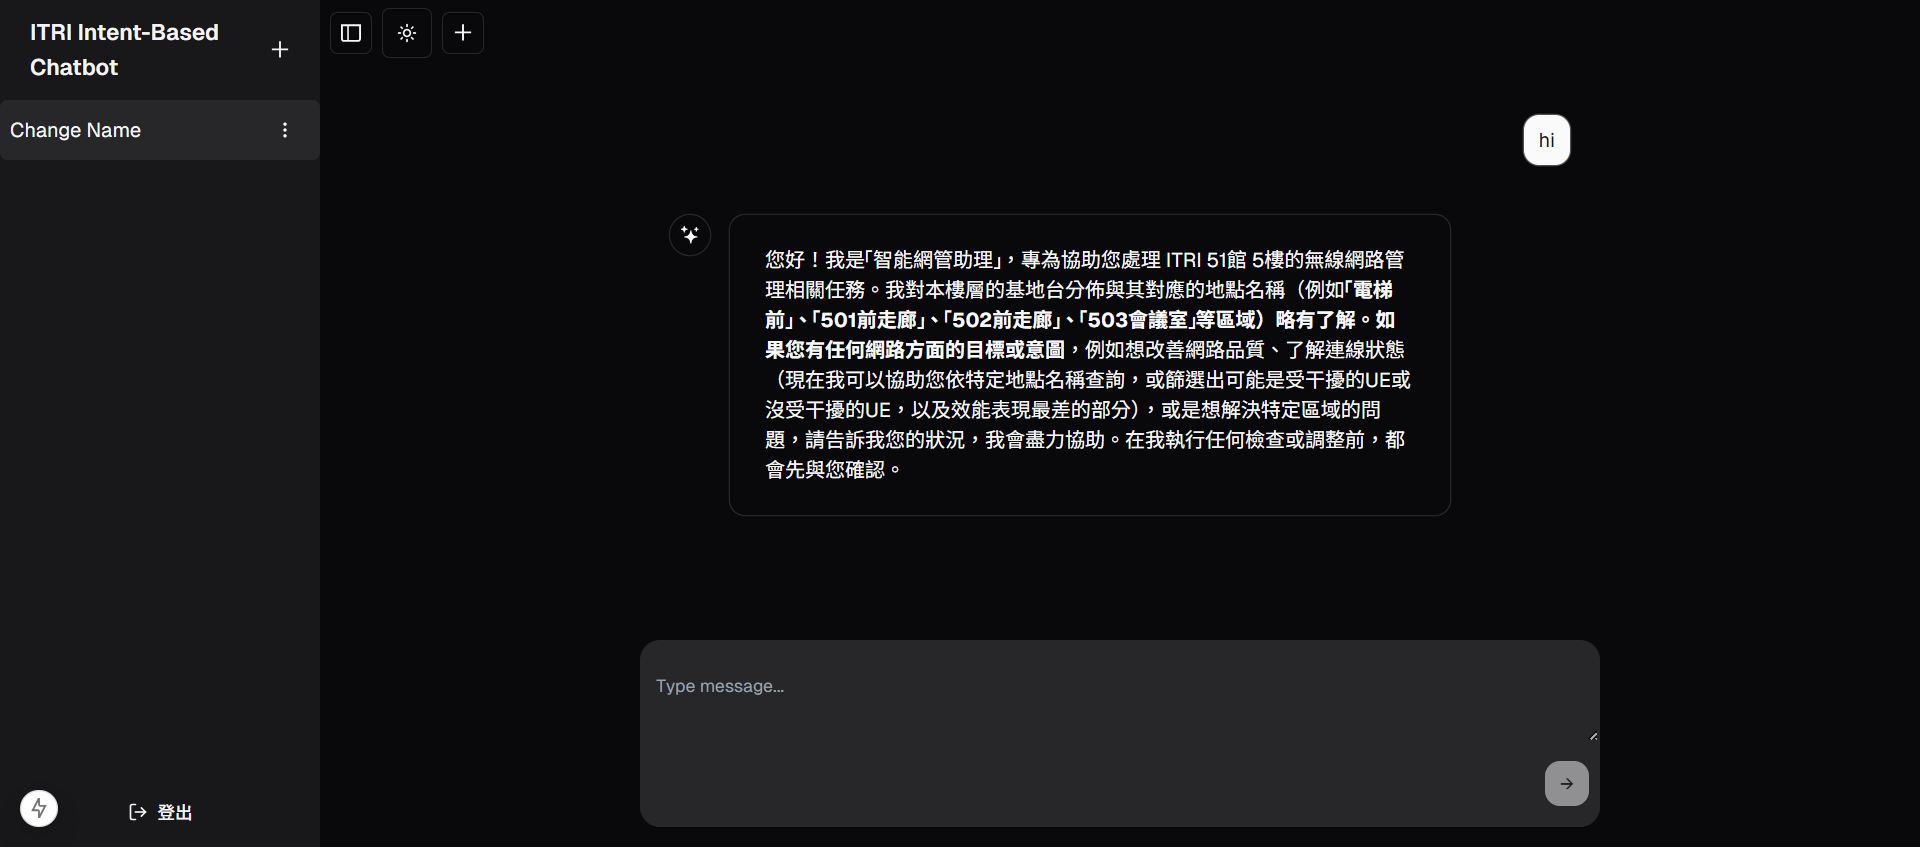 ITRI Intent-Based
Chatbot
Change Name
hi
您好！我是「智能網管助理」，專為協助您處理 ITRI 51館 5樓的無線網路管
理相關任務。我對本樓層的基地台分佈與其對應的地點名稱（例如「電梯
前」、「501前走廊」、「502前走廊」、「503會議室」等區域）略有了解。如
果您有任何網路方面的目標或意圖，例如想改善網路品質、了解連線狀態
（現在我可以協助您依特定地點名稱查詢，或篩選出可能是受干擾的UE或
沒受干擾的UE，以及效能表現最差的部分），或是想解決特定區域的問
題，請告訴我您的狀況，我會盡力協助。在我執行任何檢查或調整前，都
會先與您確認。
Type message...
登出